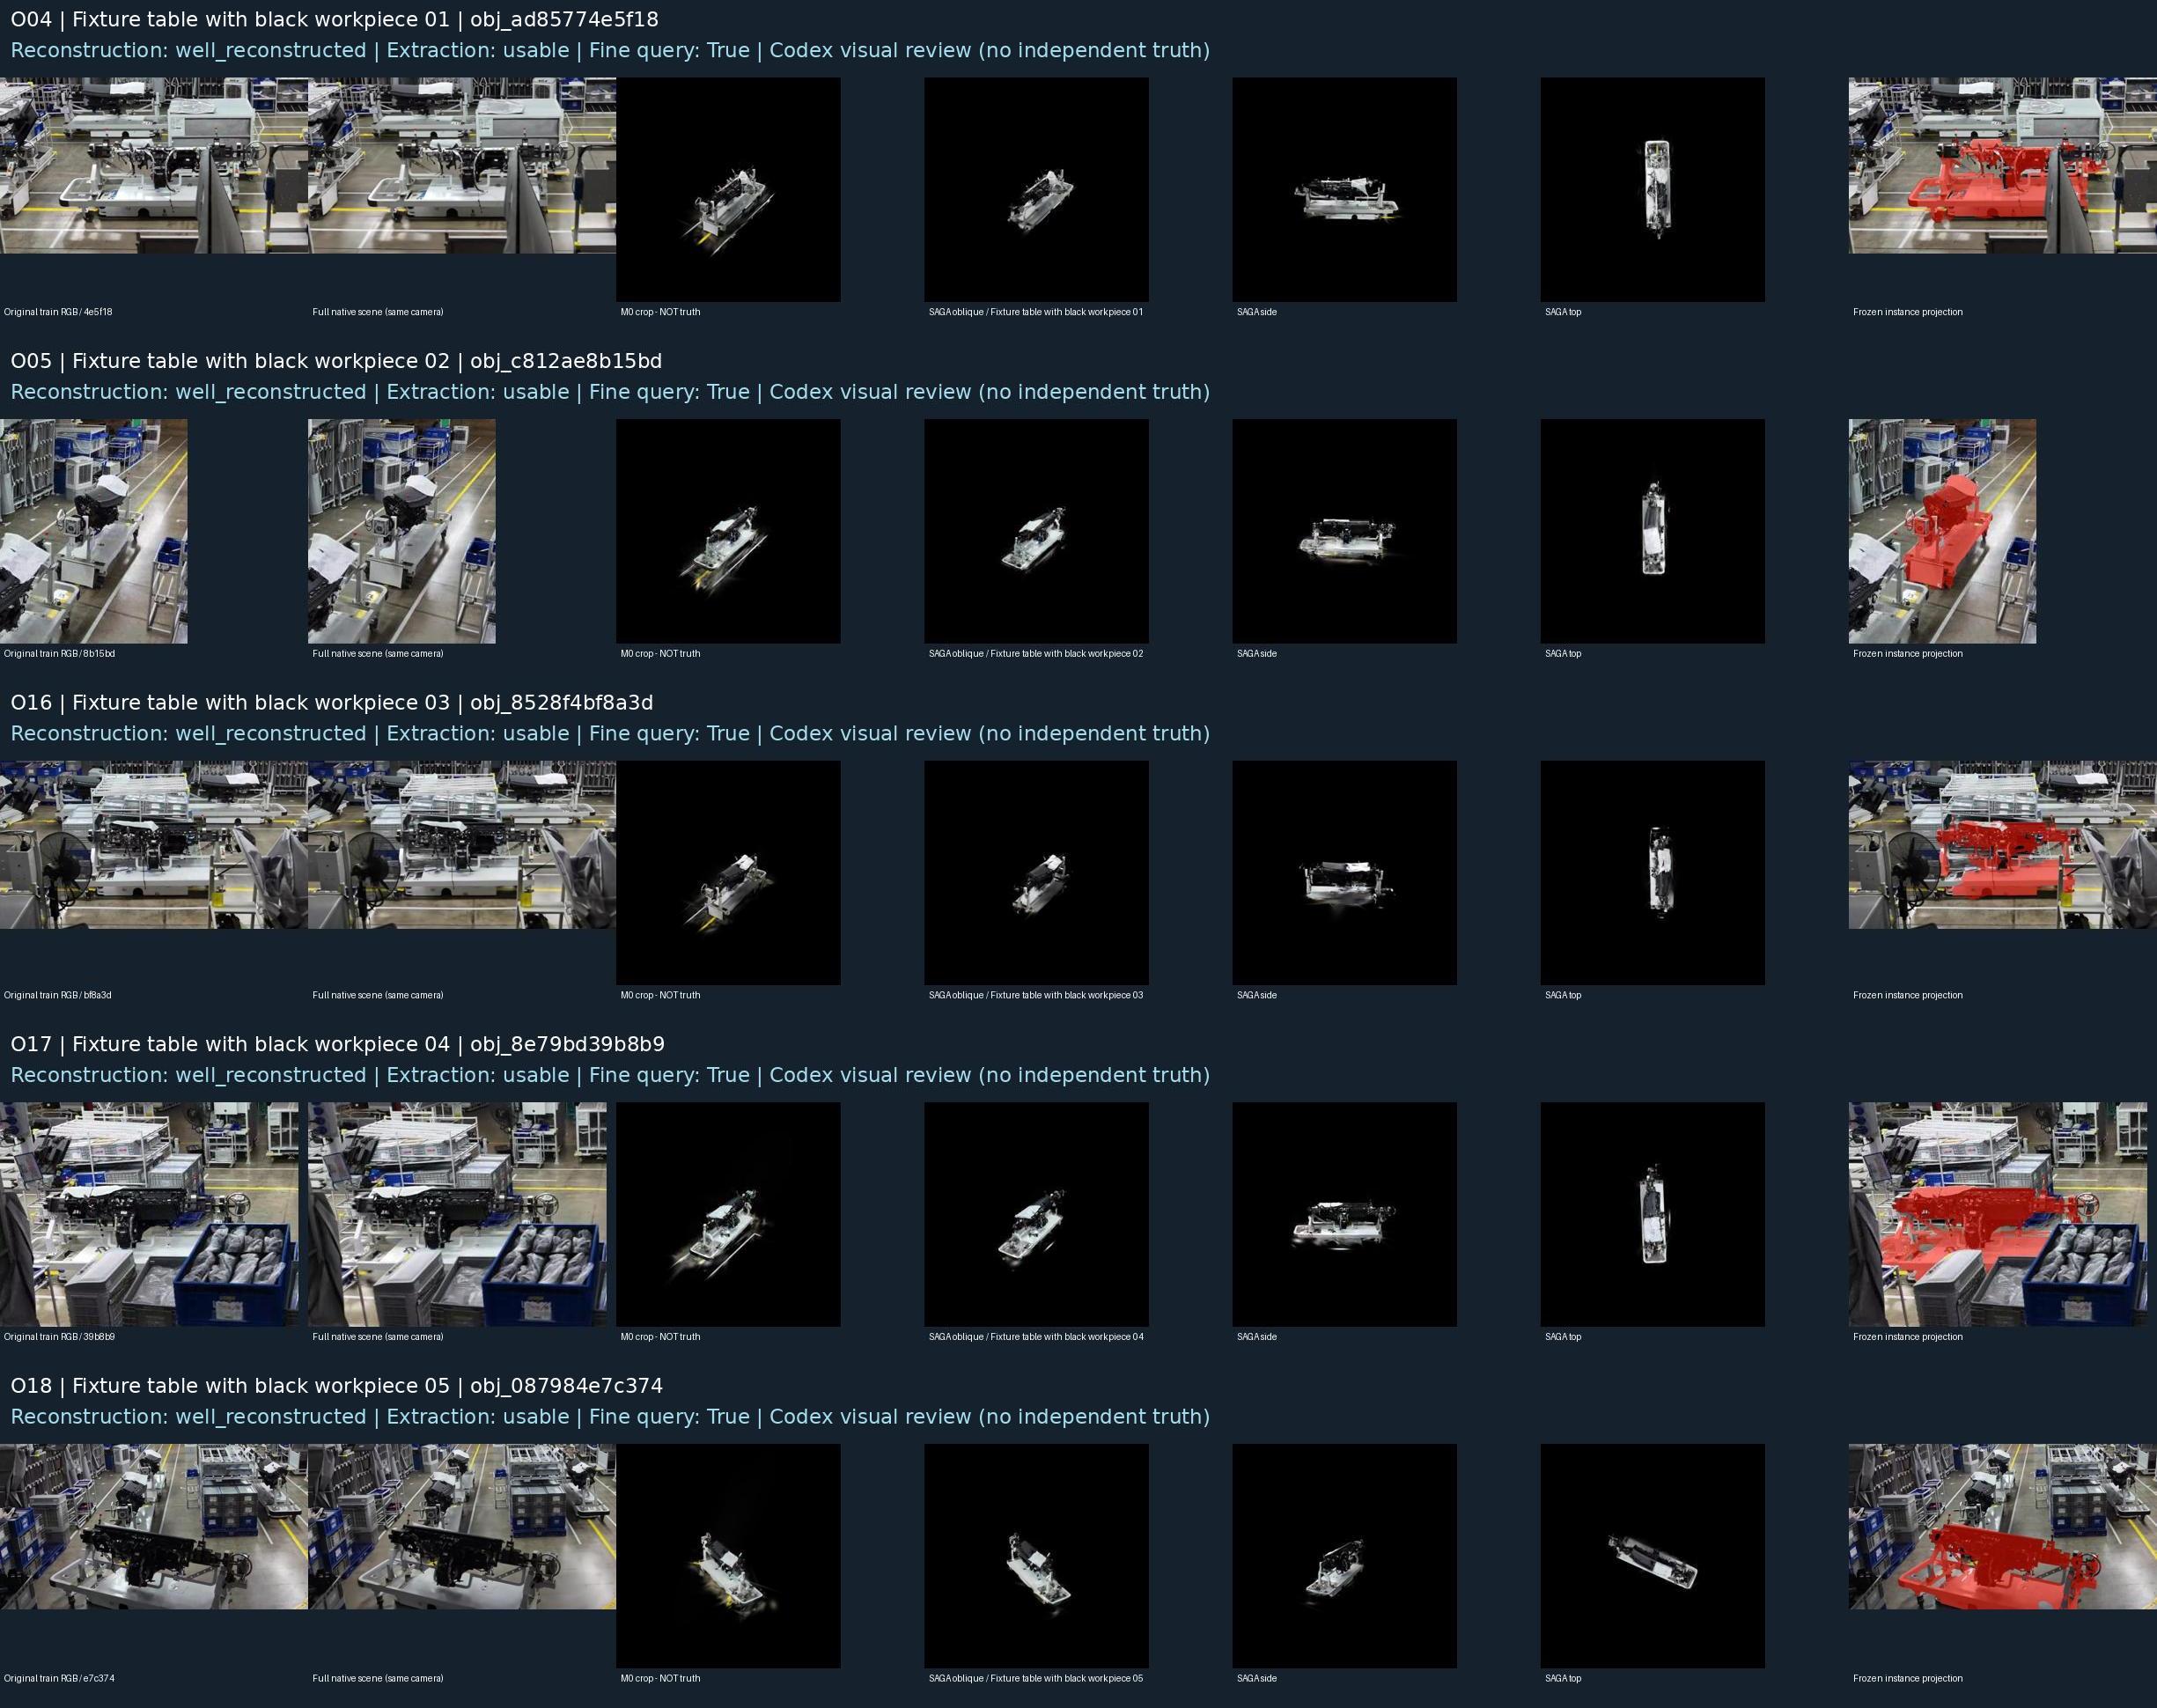 O04 | Fixture table with black workpiece 01 | obj_ad85774e5f18
Reconstruction: well_reconstructed | Extraction: usable | Fine query: True | Codex visual review (no independent truth)
Original train RGB / 4e5f18
Full native scene (same camera)
M0 crop - NOT truth
SAGA oblique / Fixture table with black workpiece 01
SAGA side
SAGA top
Frozen instance projection
O05 | Fixture table with black workpiece 02 | obj_c812ae8b15bd
Reconstruction: well_reconstructed | Extraction: usable | Fine query: True | Codex visual review (no independent truth)
Original train RGB / 8b15bd
Full native scene (same camera)
M0 crop - NOT truth
SAGA oblique / Fixture table with black workpiece 02
SAGA side
SAGA top
Frozen instance projection
O16 | Fixture table with black workpiece 03 | obj_8528f4bf8a3d
Reconstruction: well_reconstructed | Extraction: usable | Fine query: True | Codex visual review (no independent truth)
Original train RGB / bf8a3d
Full native scene (same camera)
M0 crop - NOT truth
SAGA oblique / Fixture table with black workpiece 03
SAGA side
SAGA top
Frozen instance projection
O17 | Fixture table with black workpiece 04 | obj_8e79bd39b8b9
Reconstruction: well_reconstructed | Extraction: usable | Fine query: True | Codex visual review (no independent truth)
Original train RGB / 39b8b9
Full native scene (same camera)
M0 crop - NOT truth
SAGA oblique / Fixture table with black workpiece 04
SAGA side
SAGA top
Frozen instance projection
O18 | Fixture table with black workpiece 05 | obj_087984e7c374
Reconstruction: well_reconstructed | Extraction: usable | Fine query: True | Codex visual review (no independent truth)
Original train RGB / e7c374
Full native scene (same camera)
M0 crop - NOT truth
SAGA oblique / Fixture table with black workpiece 05
SAGA side
SAGA top
Frozen instance projection